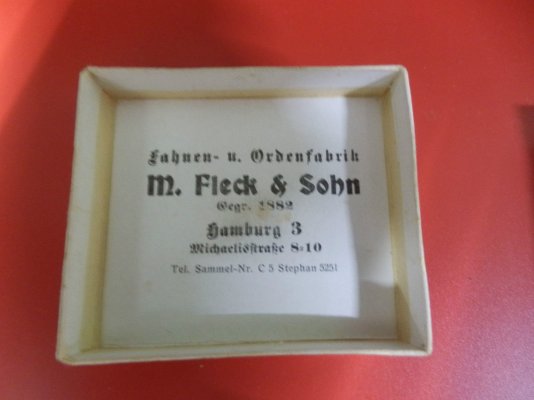 Fahnen- u. Ordenfabrik
M. Fleck & Sohn
Gegr. 1882
Hamburg 3
Michaelisstraße 8-10
Tel. Sammel-Nr. C 5 Stephan 5251